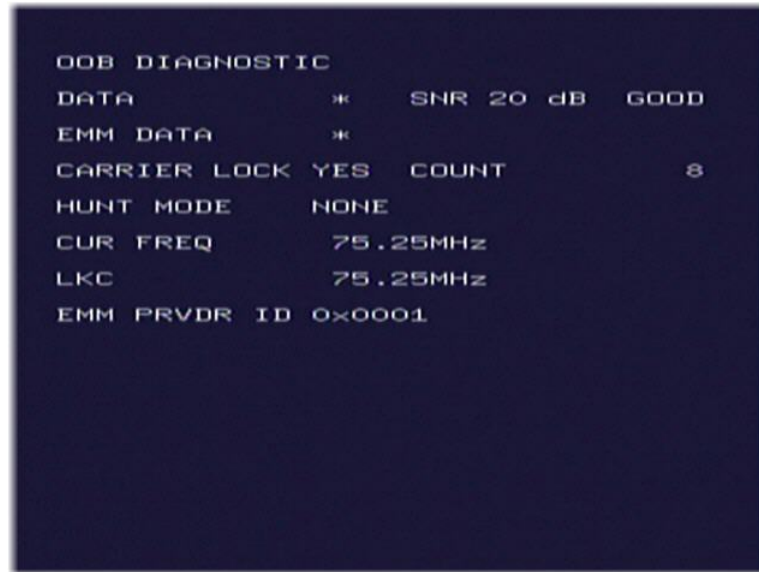 OOB DIAGNOSTIC
DATA * SNR 20 dB GOOD
EMM DATA *
CARRIER LOCK YES COUNT 8
HUNT MODE NONE
CUR FREQ 75.25MHz
LKC 75.25MHz
EMM PRVDR ID 0x0001